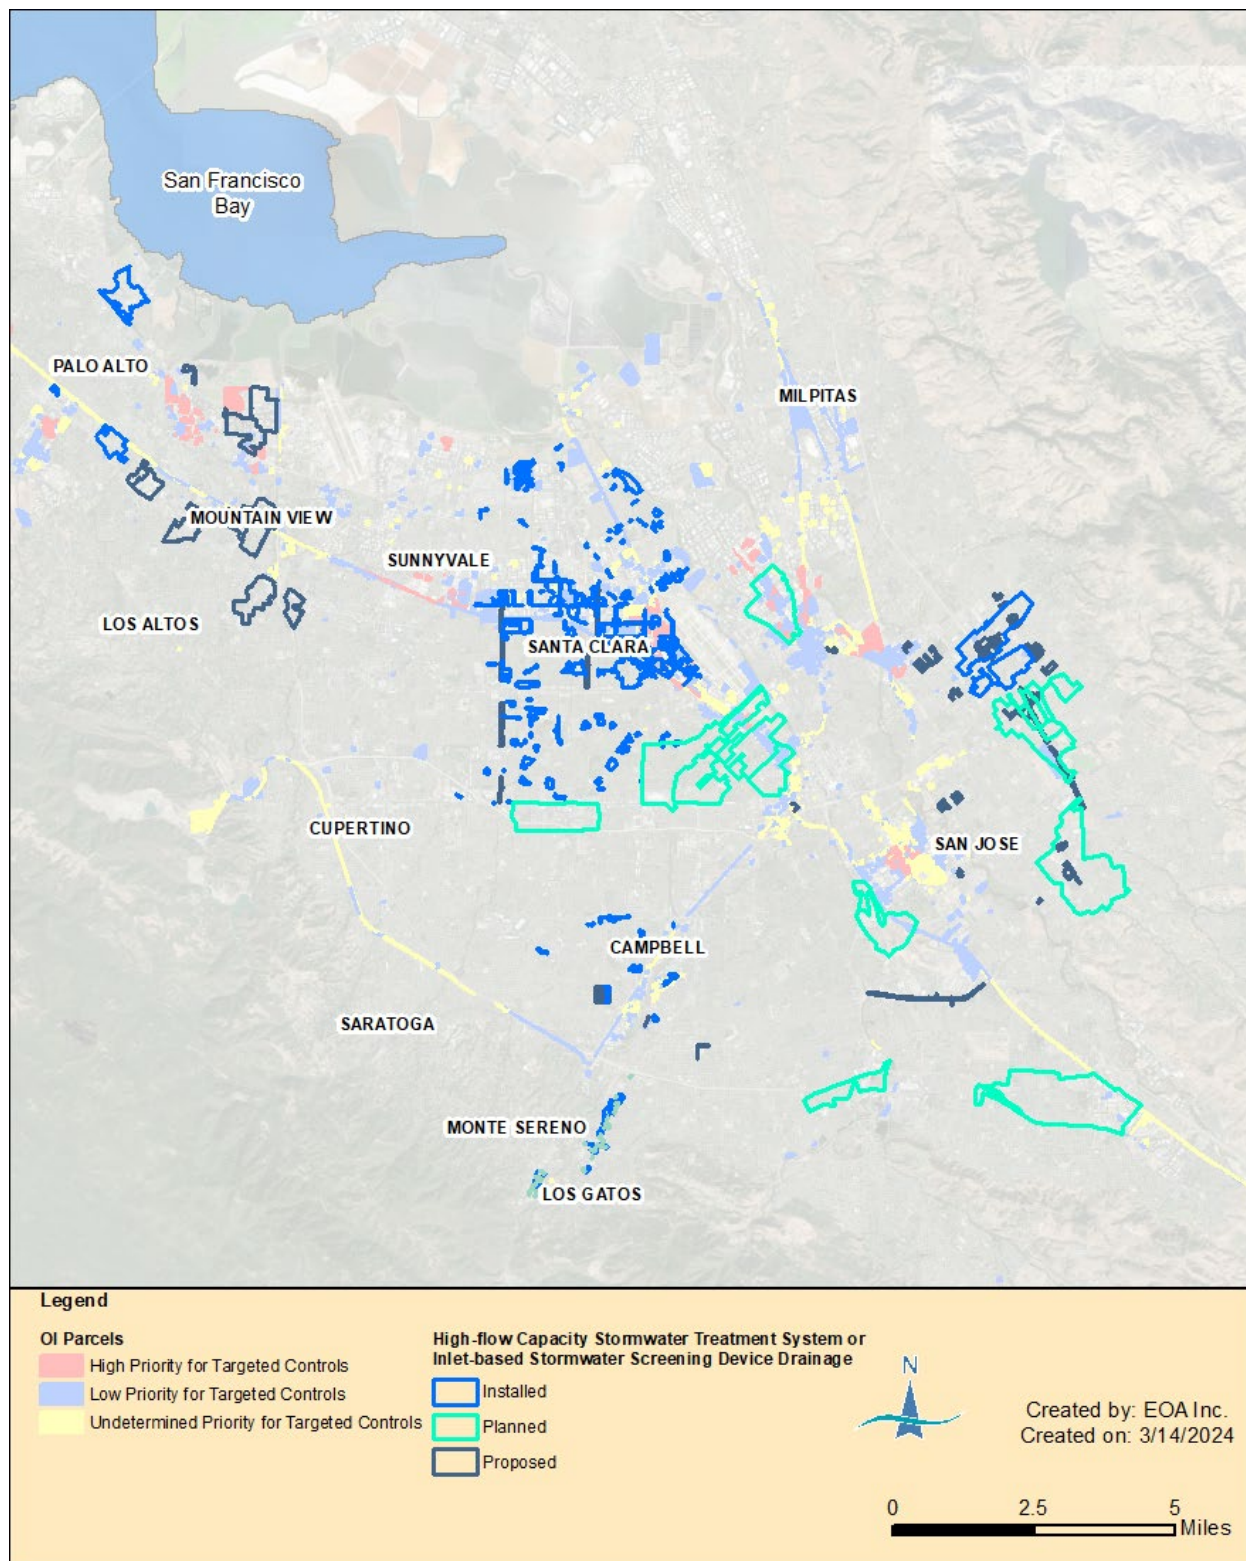 San Francisco
Bay
PALO ALTO
MILPITAS
MOUNTAIN VIEW
SUNNYVALE
LOS ALTOS
SANTA CLARA
CUPERTINO
SAN JOSE
CAMPBELL
SARATOGA
MONTE SERENO
LOS GATOS
Legend
OI Parcels
High Priority for Targeted Controls
Low Priority for Targeted Controls
Undetermined Priority for Targeted Controls
High-flow Capacity Stormwater Treatment System or
Inlet-based Stormwater Screening Device Drainage
Installed
Planned
Proposed
N
Created by: EOA Inc.
Created on: 3/14/2024
0 2.5 5
Miles